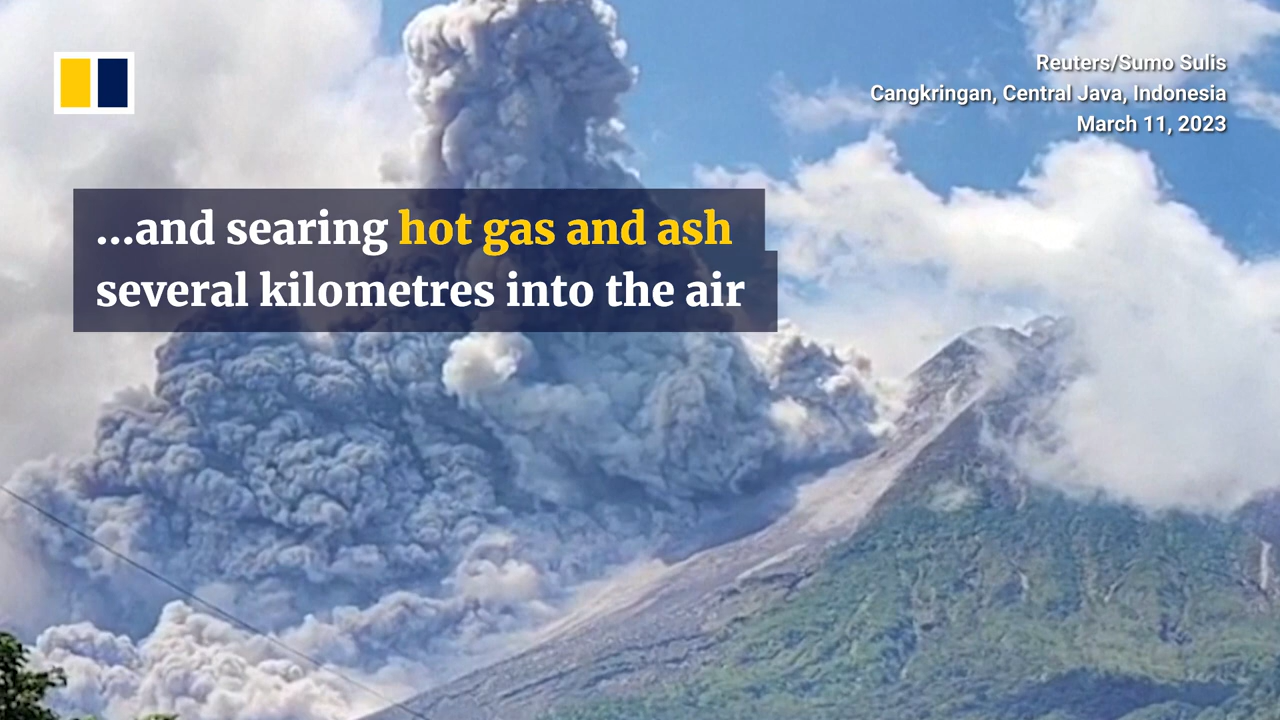 Reuters/Sumo Sulis
Cangkringan, Central Java, Indonesia
March 11, 2023
...and searing hot gas and ash
several kilometres into the air